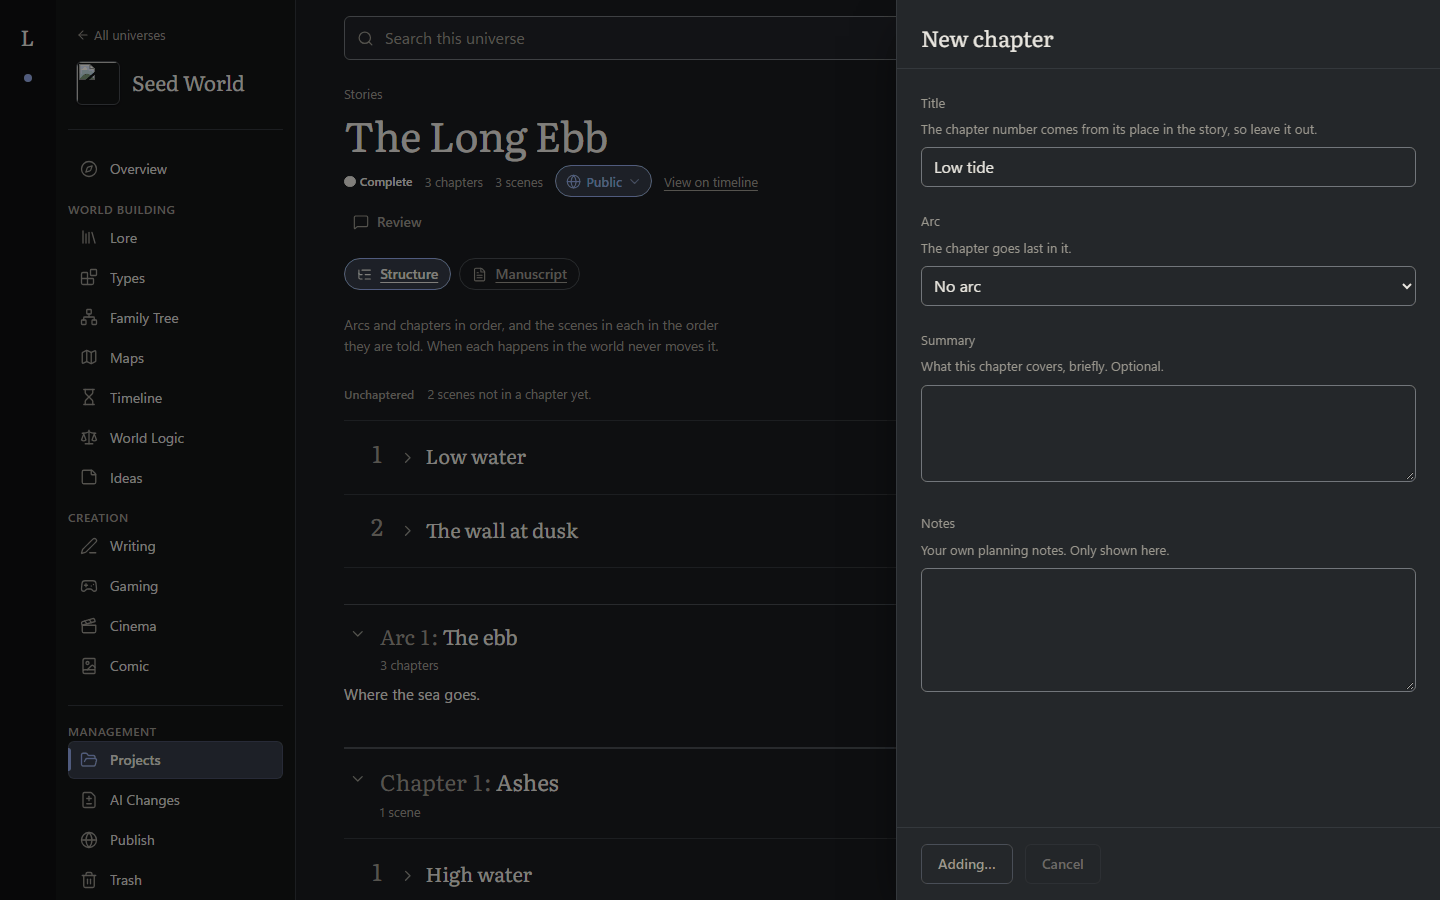 L
All universes
Seed World
Overview
WORLD BUILDING
Lore
Types
Family Tree
Maps
Timeline
World Logic
Ideas
CREATION
Writing
Gaming
Cinema
Comic
MANAGEMENT
Projects
AI Changes
Publish
Trash
Search this universe
Stories
The Long Ebb
Complete 3 chapters 3 scenes Public View on timeline
Review
Structure Manuscript
Arcs and chapters in order, and the scenes in each in the order
they are told. When each happens in the world never moves it.
Unchaptered 2 scenes not in a chapter yet.
1 Low water
2 The wall at dusk
Arc 1: The ebb
3 chapters
Where the sea goes.
Chapter 1: Ashes
1 scene
1 High water
New chapter
Title
The chapter number comes from its place in the story, so leave it out.
Low tide
Arc
The chapter goes last in it.
No arc
Summary
What this chapter covers, briefly. Optional.
Notes
Your own planning notes. Only shown here.
Adding... Cancel